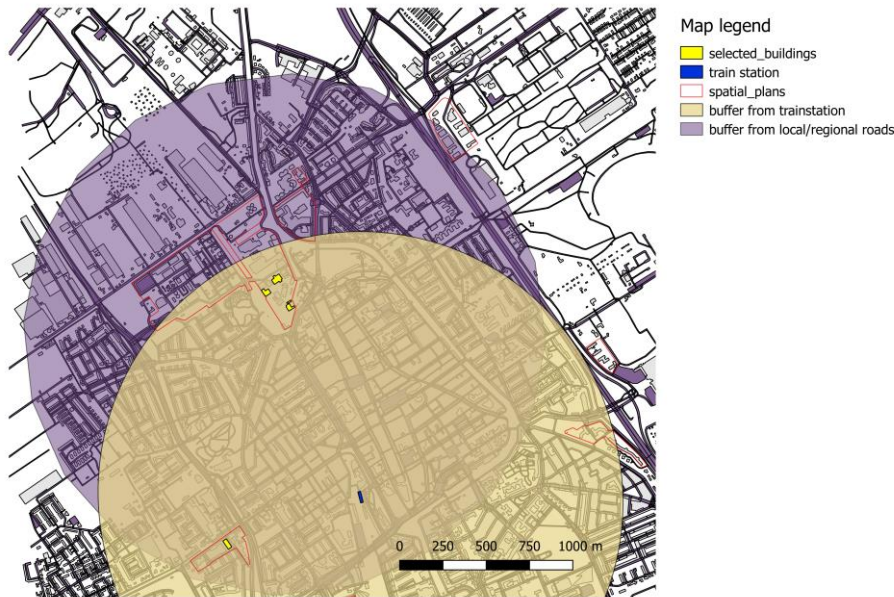 Map legend
selected_buildings
train station
spatial_plans
buffer from trainstation
buffer from local/regional roads
0 250 500 750 1000 m